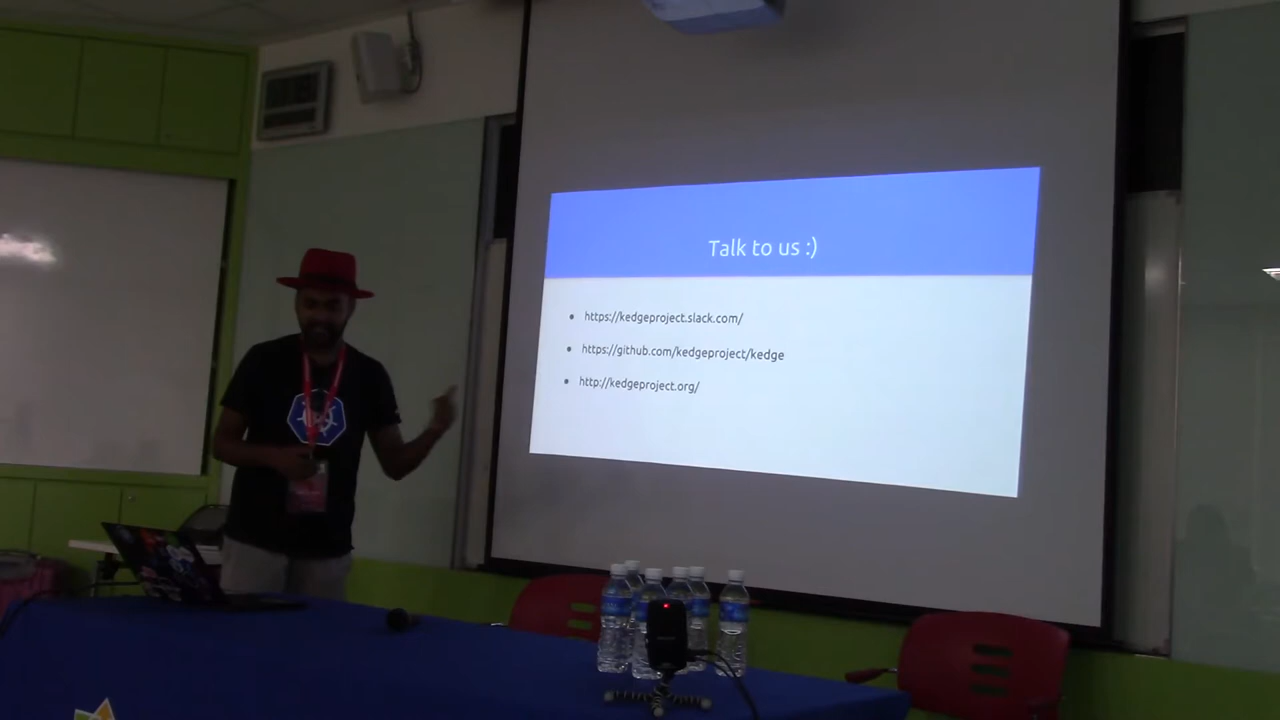 Talk to us :)
https://kedgeproject.slack.com/
https://github.com/kedgeproject/kedge
http://kedgeproject.org/